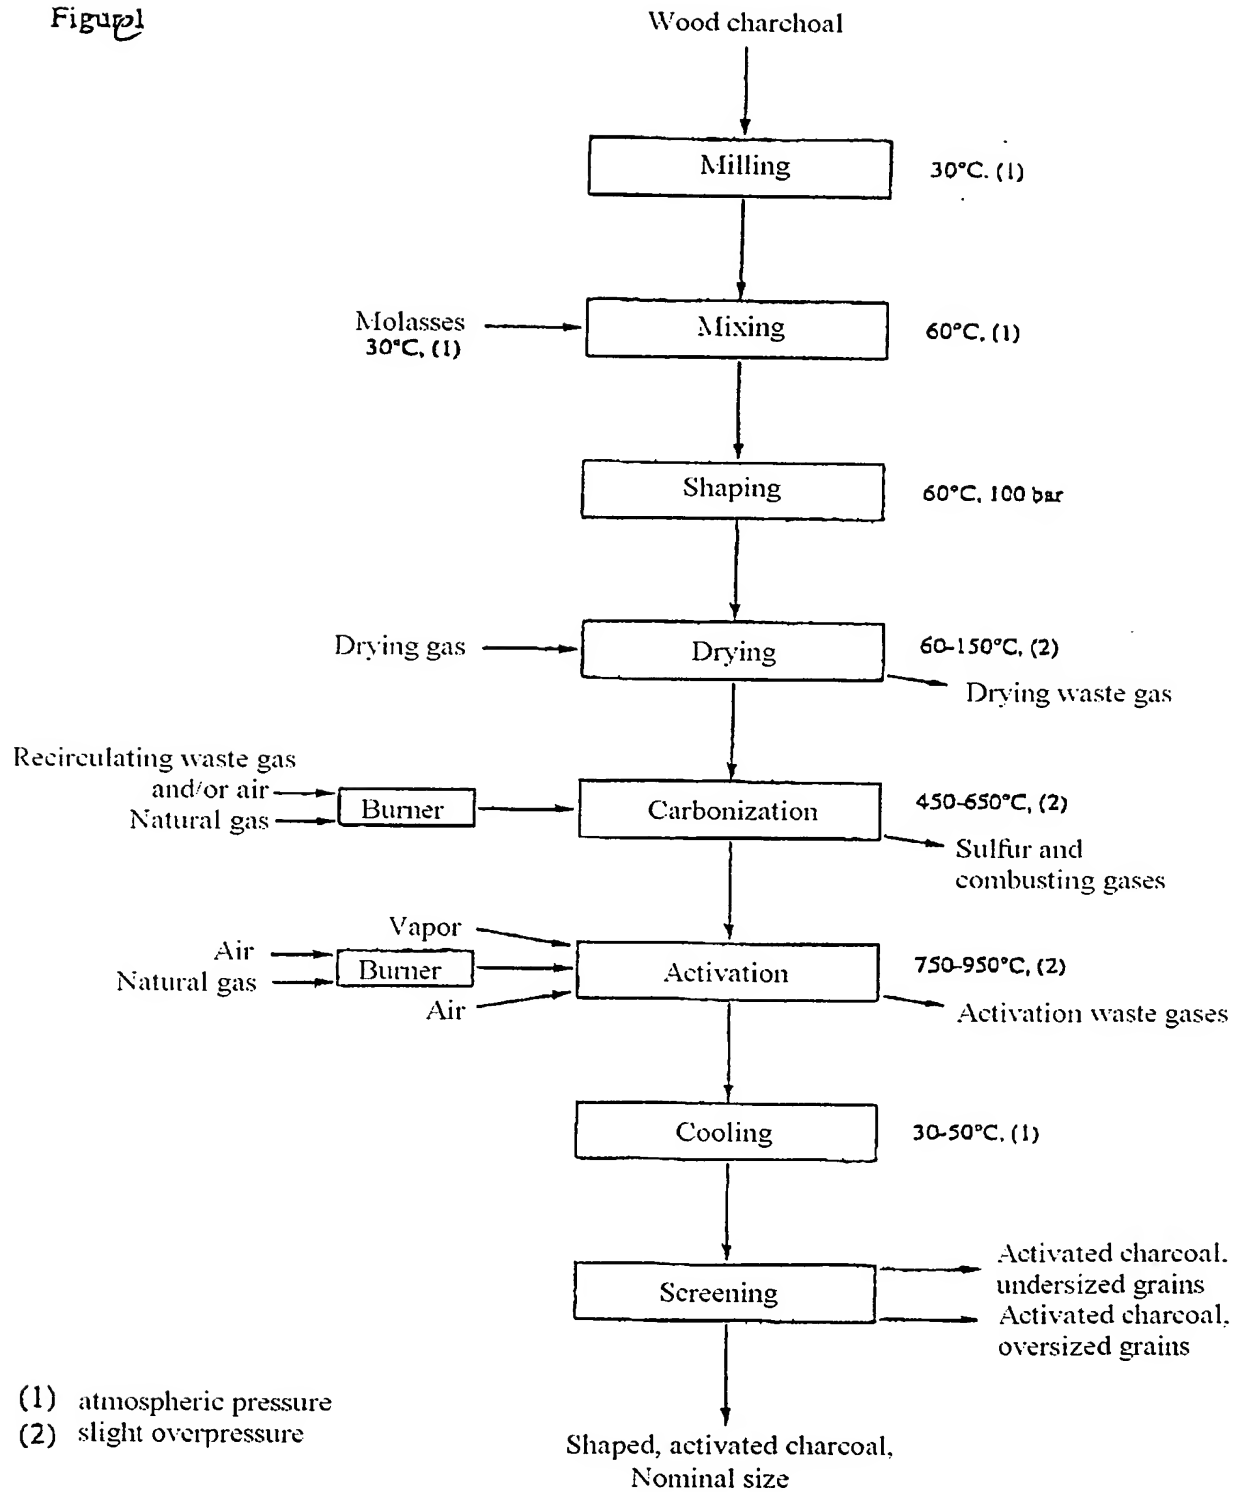 Figure1
Wood charchoal
Milling
30°C. (1)
Molasses
30°C, (1)
Mixing
60°C, (1)
Shaping
60°C, 100 bar
Drying gas
Drying
60-150°C, (2)
Drying waste gas
Recirculating waste gas
and/or air
Natural gas
Burner
Carbonization
450-650°C, (2)
Sulfur and
combusting gases
Vapor
Air
Natural gas
Burner
Air
Activation
750-950°C, (2)
Activation waste gases
Cooling
30-50°C, (1)
Screening
Activated charcoal.
undersized grains
Activated charcoal,
oversized grains
(1) atmospheric pressure
(2) slight overpressure
Shaped, activated charcoal,
Nominal size